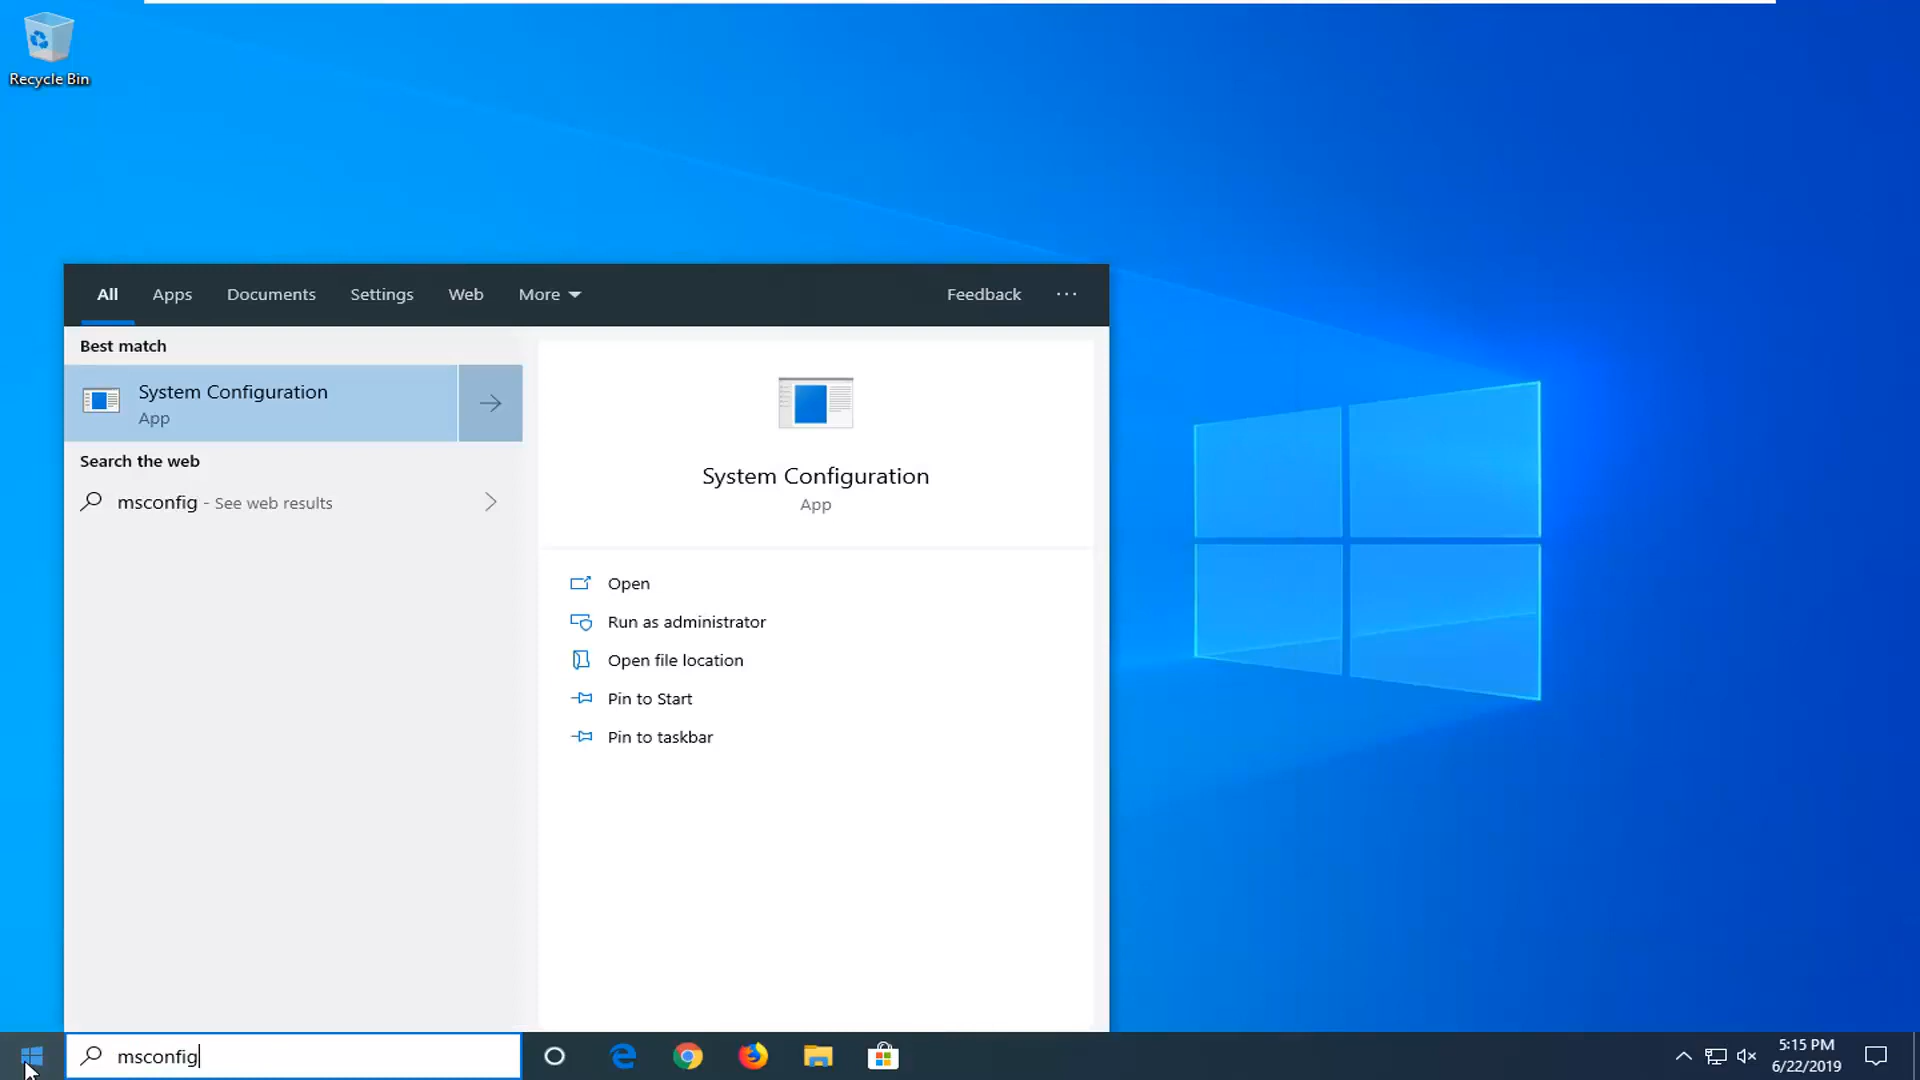 Recycle Bin
All Apps Documents Settings Web More Feedback ...
Best match
System Configuration
App
Search the web
msconfig - See web results
System Configuration
App
Open
Run as administrator
Open file location
Pin to Start
Pin to taskbar
msconfig
5:15 PM
6/22/2019